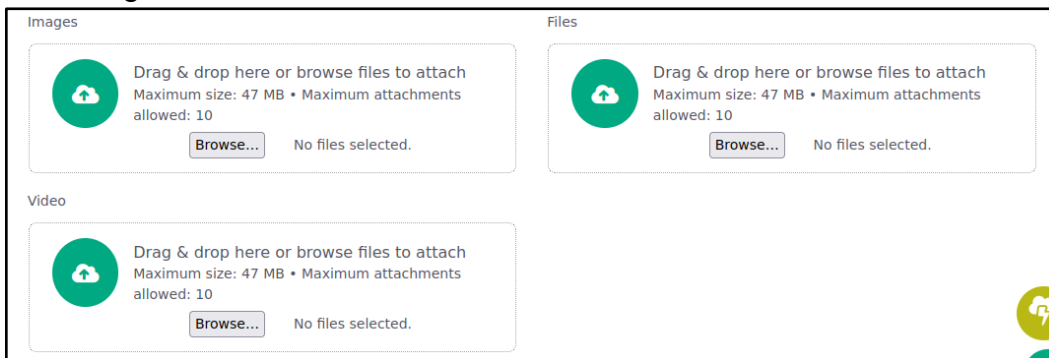 Images
Drag & drop here or browse files to attach
Maximum size: 47 MB • Maximum attachments
allowed: 10
Browse... No files selected.
Files
Drag & drop here or browse files to attach
Maximum size: 47 MB • Maximum attachments
allowed: 10
Browse... No files selected.
Video
Drag & drop here or browse files to attach
Maximum size: 47 MB • Maximum attachments
allowed: 10
Browse... No files selected.